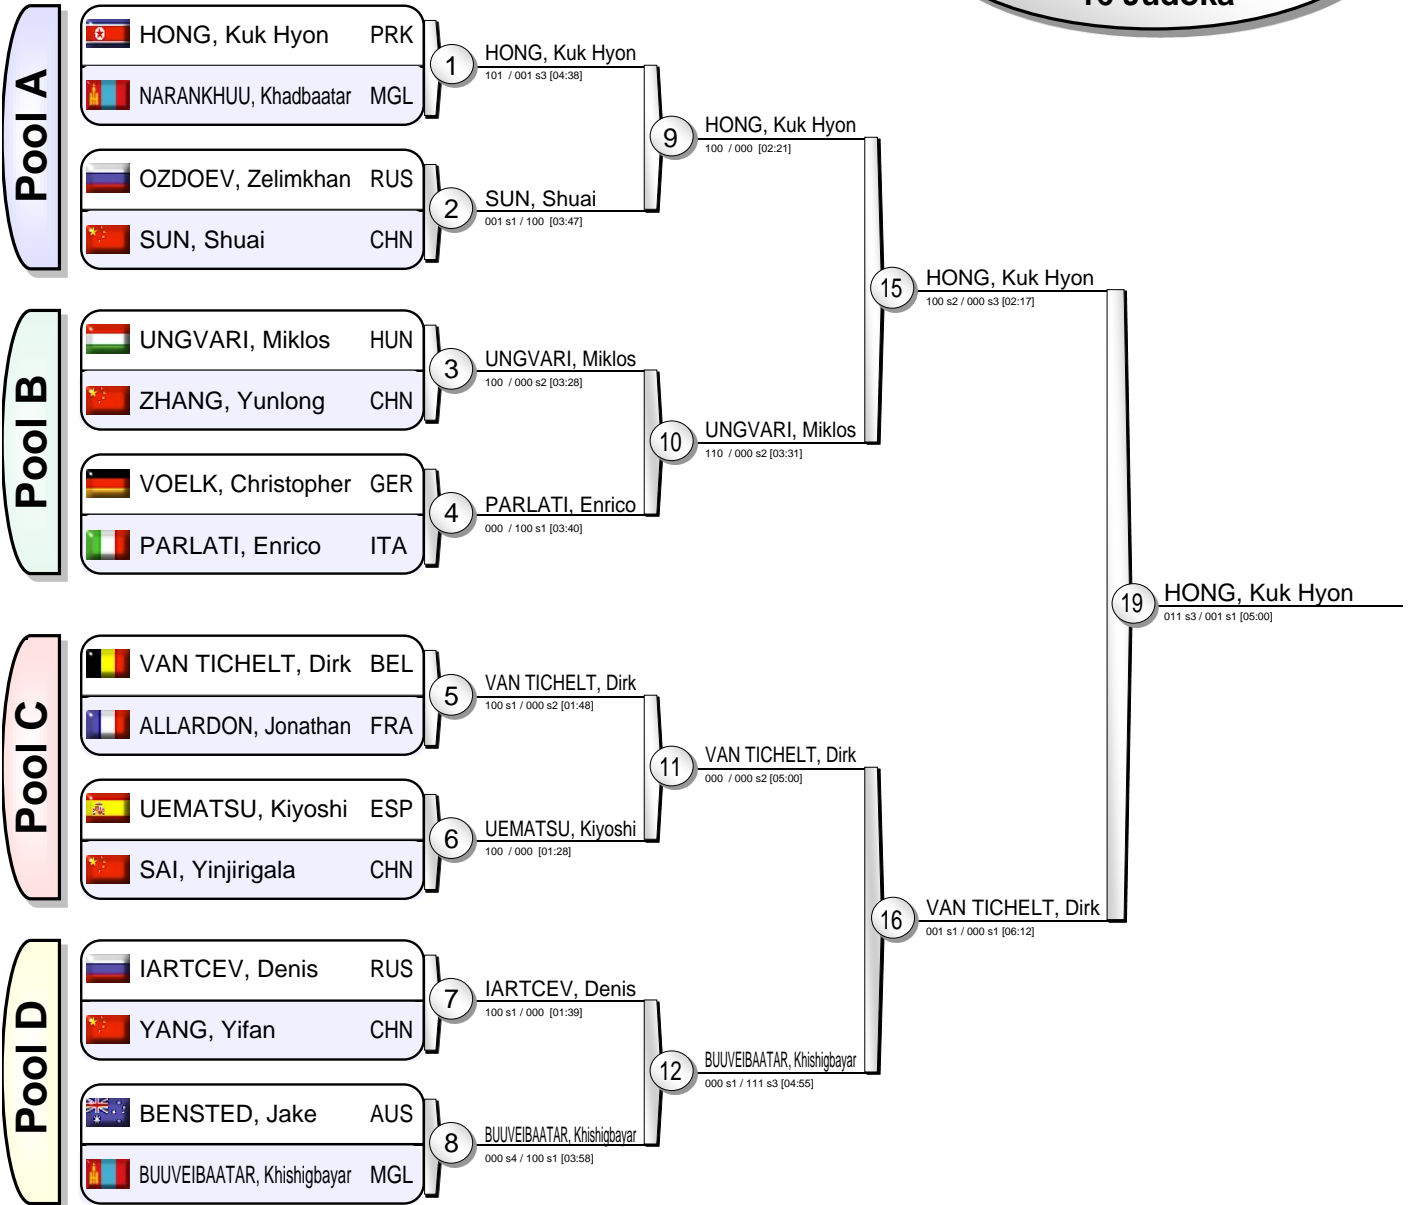 16 Judoka
Pool A
HONG, Kuk Hyon PRK
NARANKHUU, Khadbaatar MGL
1
HONG, Kuk Hyon
101 / 001 s3 [04:38]
OZDOEV, Zelimkhan RUS
SUN, Shuai CHN
2
SUN, Shuai
001 s1 / 100 [03:47]
9
HONG, Kuk Hyon
100 / 000 [02:21]
Pool B
UNGVARI, Miklos HUN
ZHANG, Yunlong CHN
3
UNGVARI, Miklos
100 / 000 s2 [03:28]
VOELK, Christopher GER
PARLATI, Enrico ITA
4
PARLATI, Enrico
000 / 100 s1 [03:40]
10
UNGVARI, Miklos
110 / 000 s2 [03:31]
15
HONG, Kuk Hyon
100 s2 / 000 s3 [02:17]
Pool C
VAN TICHELT, Dirk BEL
ALLARDON, Jonathan FRA
5
VAN TICHELT, Dirk
100 s1 / 000 s2 [01:48]
UEMATSU, Kiyoshi ESP
SAI, Yinjirigala CHN
6
UEMATSU, Kiyoshi
100 / 000 [01:28]
11
VAN TICHELT, Dirk
000 / 000 s2 [05:00]
Pool D
IARTCEV, Denis RUS
YANG, Yifan CHN
7
IARTCEV, Denis
100 s1 / 000 [01:39]
BENSTED, Jake AUS
BUUVEIBAATAR, Khishigbayar MGL
8
BUUVEIBAATAR, Khishigbayar
000 s4 / 100 s1 [03:58]
12
BUUVEIBAATAR, Khishigbayar
000 s1 / 111 s3 [04:55]
16
VAN TICHELT, Dirk
001 s1 / 000 s1 [06:12]
19
HONG, Kuk Hyon
011 s3 / 001 s1 [05:00]